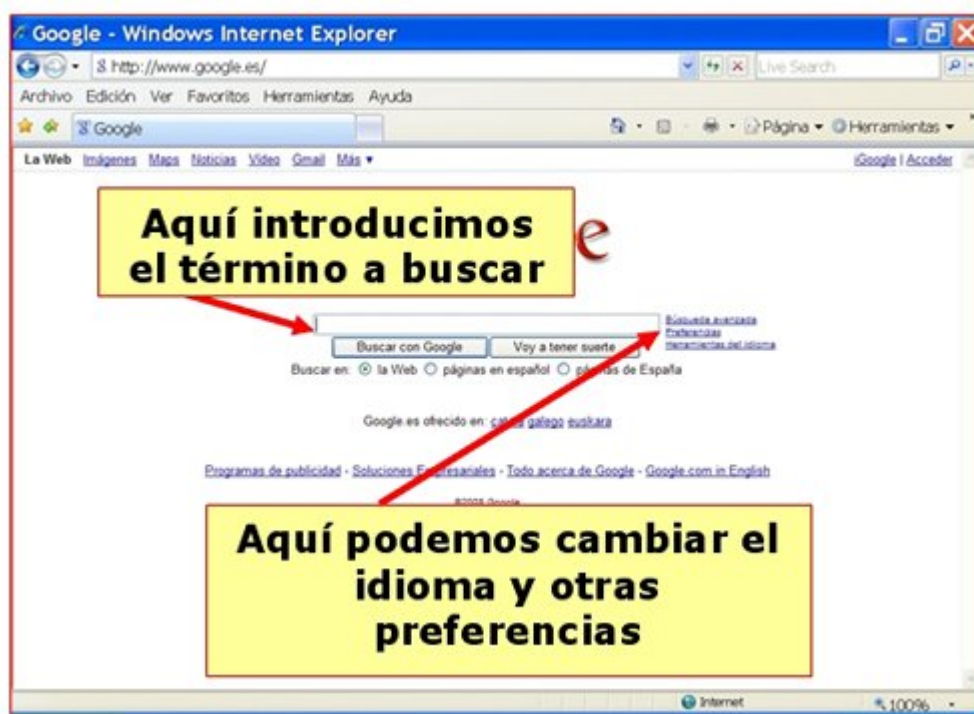 Google - Windows Internet Explorer
http://www.google.es/
Live Search
Archivo Edición Ver Favoritos Herramientas Ayuda
Google
Página Herramientas
La Web Imágenes Maps Noticias Vídeo Gmail Más
iGoogle | Acceder
Aquí introducimos
el término a buscar
e
Búsqueda avanzada
Preferencias
Herramientas del idioma
Buscar con Google Voy a tener suerte
Buscar en: la Web páginas en español páginas de España
Google.es ofrecido en: galego euskara
Programas de publicidad - Soluciones Empresariales - Todo acerca de Google - Google.com in English
Aquí podemos cambiar el
idioma y otras
preferencias
Internet
100%